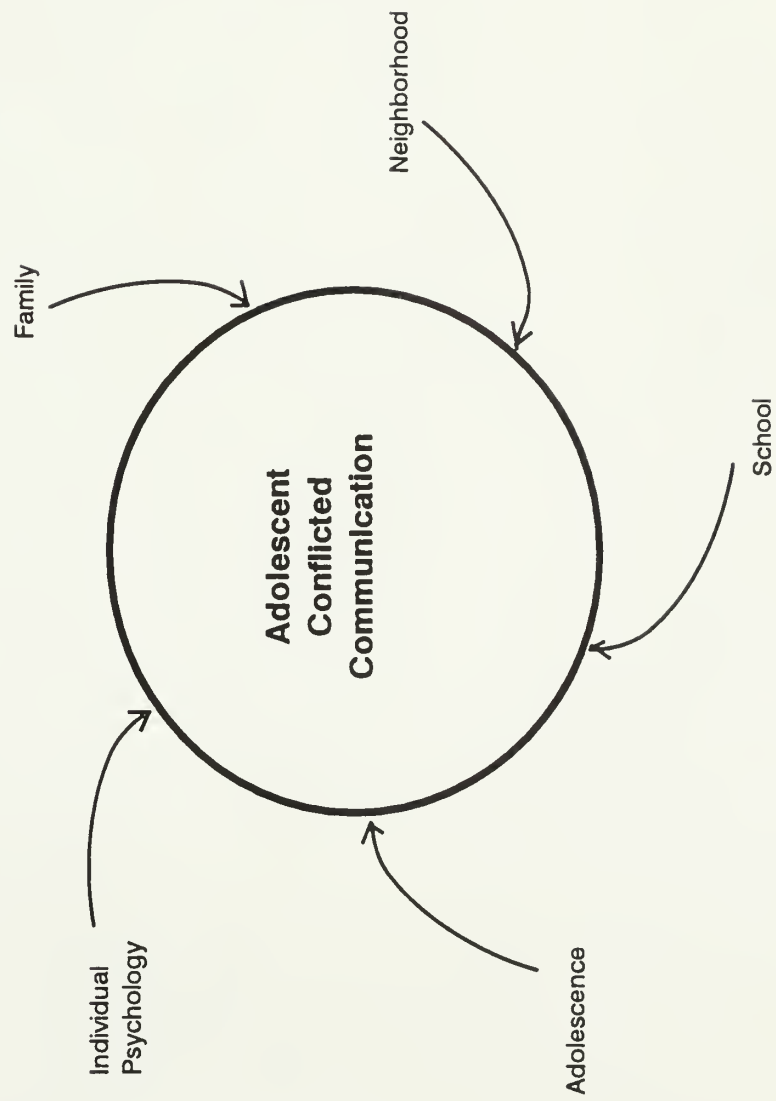 Family
Neighborhood
Individual
Psychology
Adolescent
Conflicted
Communication
School
Adolescence